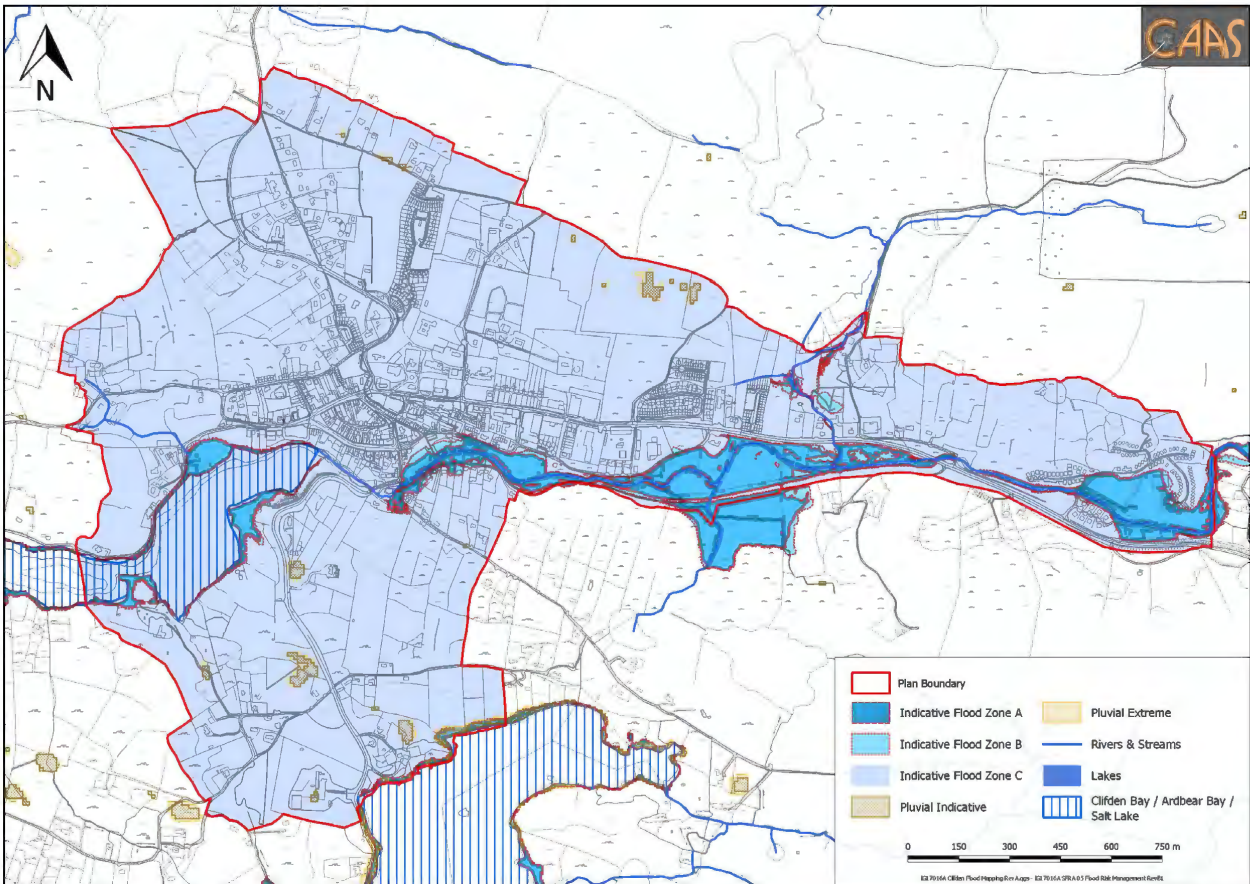 CAAS
N
Plan Boundary
Indicative Flood Zone A
Indicative Flood Zone B
Indicative Flood Zone C
Pluvial Indicative
Pluvial Extreme
Rivers & Streams
Lakes
Clifden Bay / Ardbear Bay /
Salt Lake
0 150 300 450 600 750 m